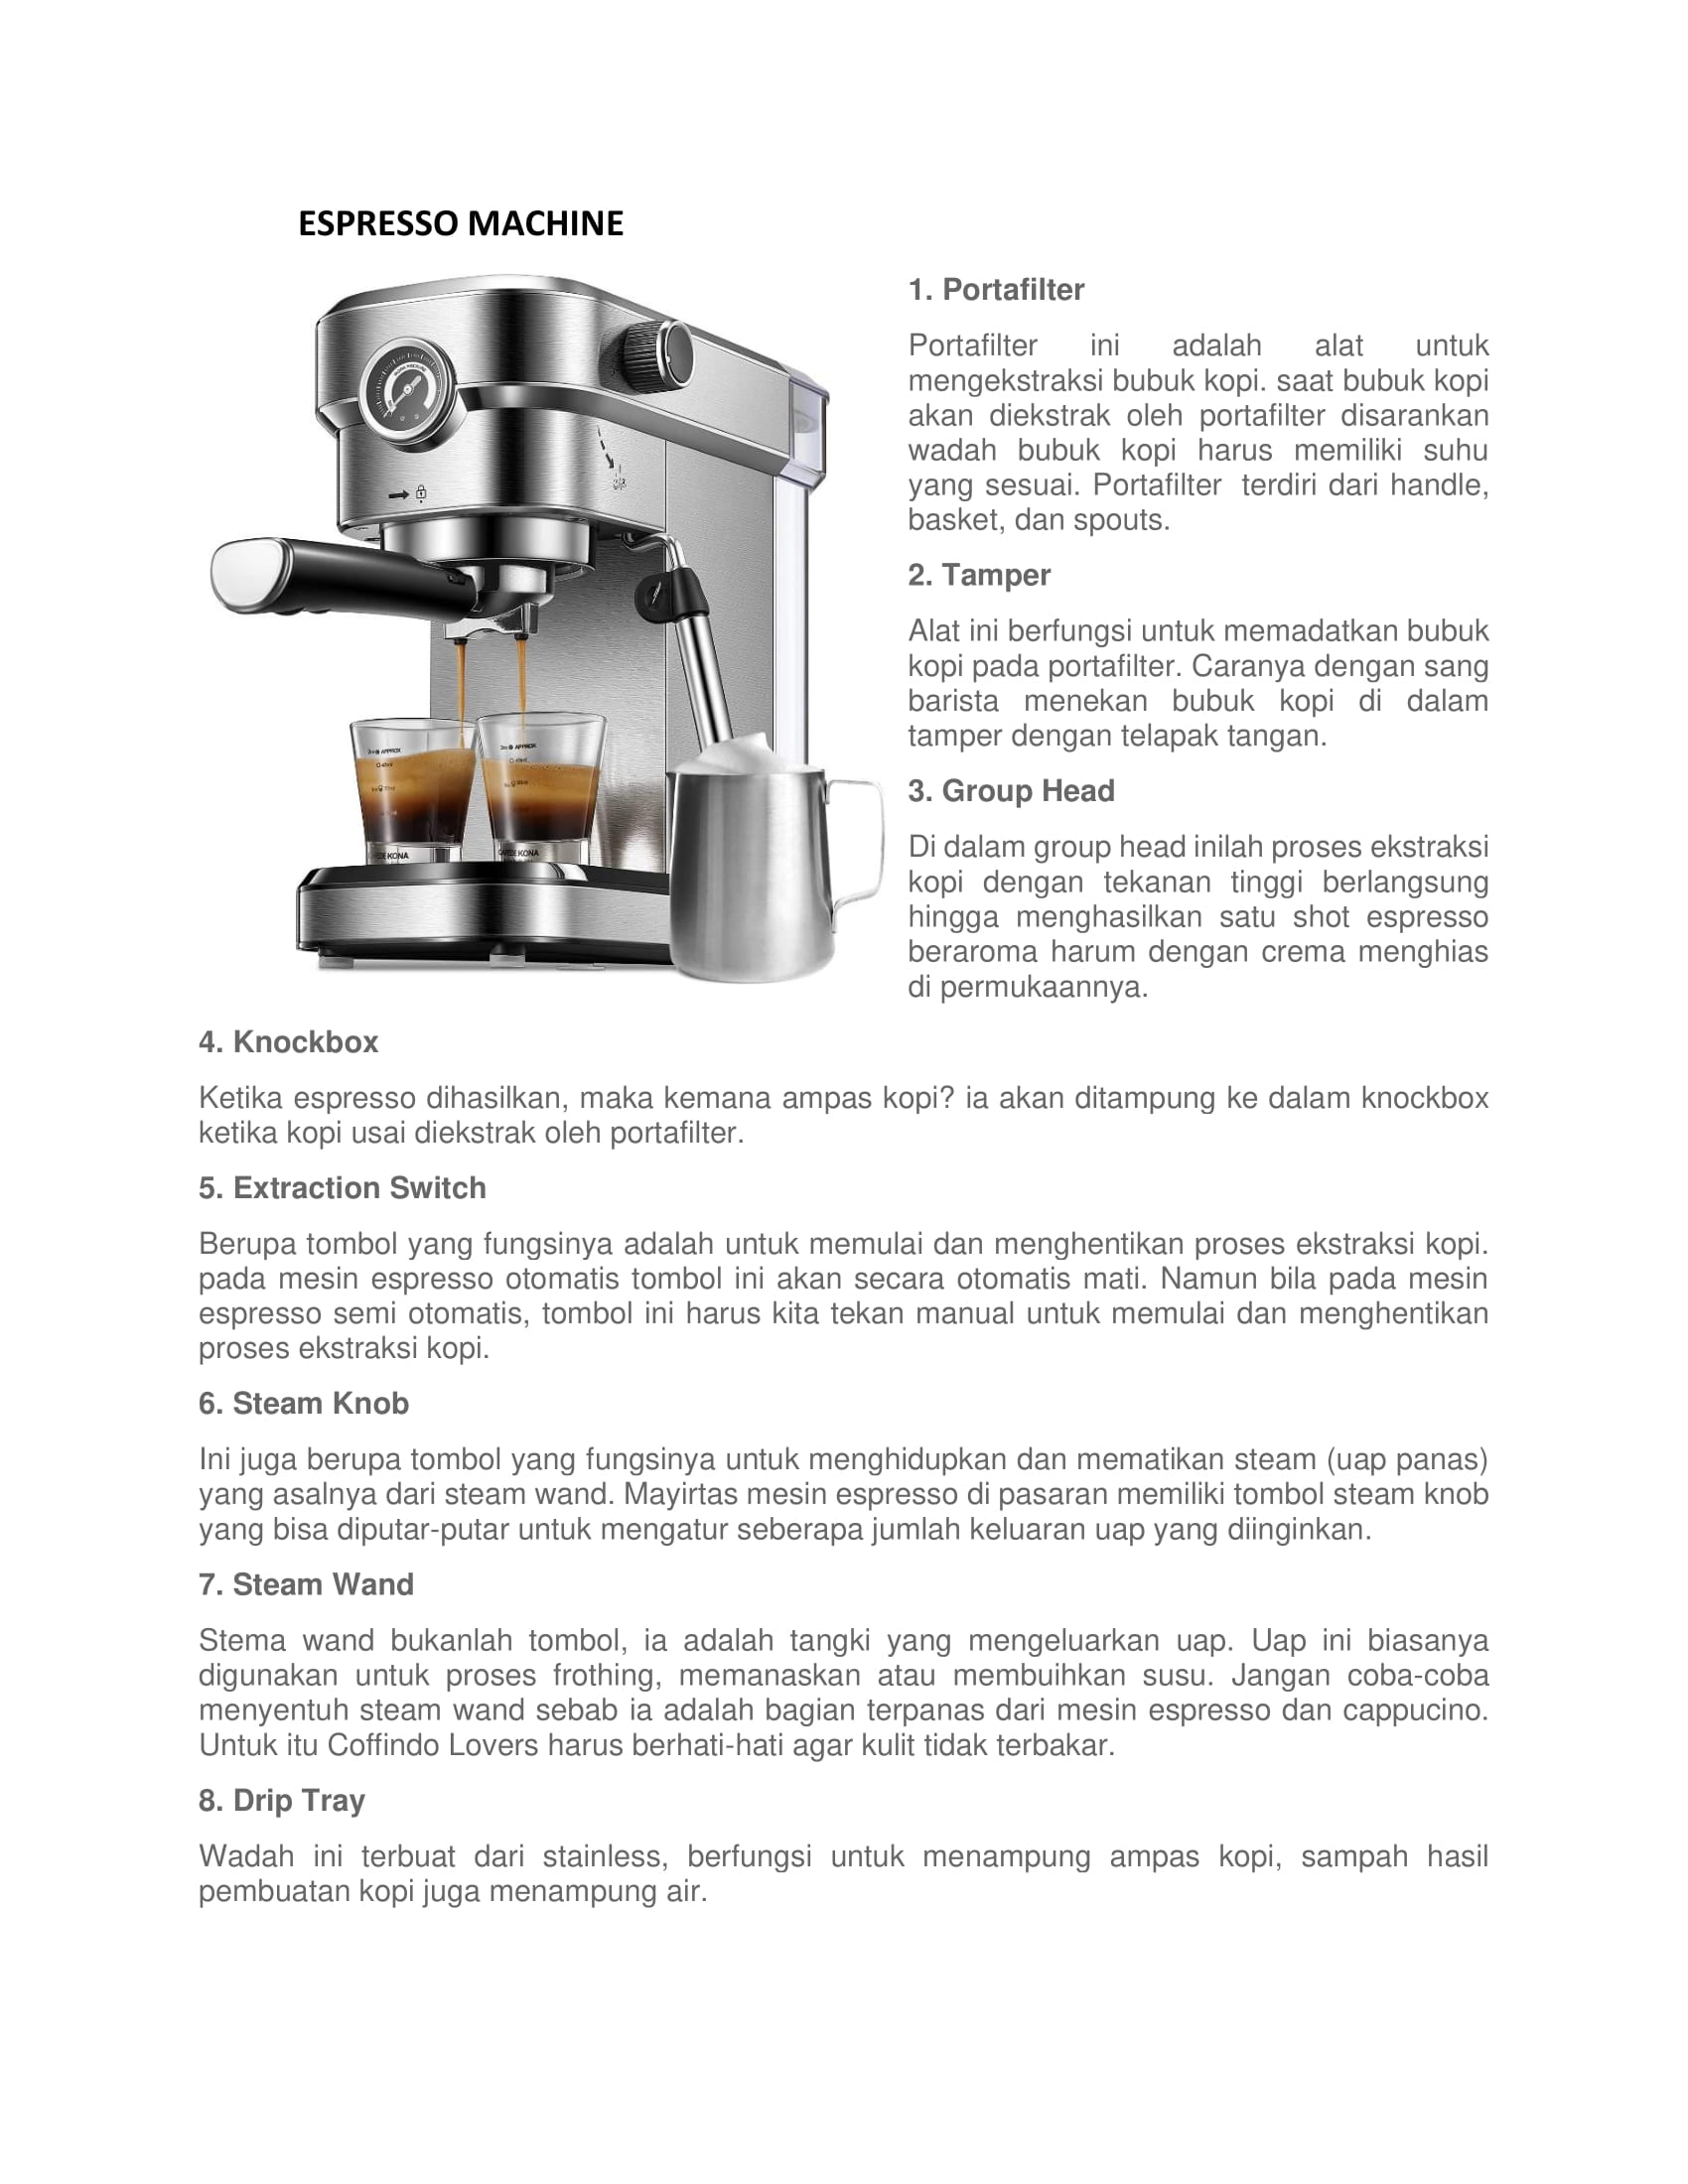 ESPRESSO MACHINE
1. Portafilter
Portafilter ini adalah alat untuk
mengekstraksi bubuk kopi. saat bubuk kopi
akan diekstrak oleh portafilter disarankan
wadah bubuk kopi harus memiliki suhu
yang sesuai. Portafilter terdiri dari handle,
basket, dan spouts.
2. Tamper
Alat ini berfungsi untuk memadatkan bubuk
kopi pada portafilter. Caranya dengan sang
barista menekan bubuk kopi di dalam
tamper dengan telapak tangan.
3. Group Head
Di dalam group head inilah proses ekstraksi
kopi dengan tekanan tinggi berlangsung
hingga menghasilkan satu shot espresso
beraroma harum dengan crema menghias
di permukaannya.
4. Knockbox
Ketika espresso dihasilkan, maka kemana ampas kopi? ia akan ditampung ke dalam knockbox
ketika kopi usai diekstrak oleh portafilter.
5. Extraction Switch
Berupa tombol yang fungsinya adalah untuk memulai dan menghentikan proses ekstraksi kopi.
pada mesin espresso otomatis tombol ini akan secara otomatis mati. Namun bila pada mesin
espresso semi otomatis, tombol ini harus kita tekan manual untuk memulai dan menghentikan
proses ekstraksi kopi.
6. Steam Knob
Ini juga berupa tombol yang fungsinya untuk menghidupkan dan mematikan steam (uap panas)
yang asalnya dari steam wand. Mayirtas mesin espresso di pasaran memiliki tombol steam knob
yang bisa diputar-putar untuk mengatur seberapa jumlah keluaran uap yang diinginkan.
7. Steam Wand
Stema wand bukanlah tombol, ia adalah tangki yang mengeluarkan uap. Uap ini biasanya
digunakan untuk proses frothing, memanaskan atau membuihkan susu. Jangan coba-coba
menyentuh steam wand sebab ia adalah bagian terpanas dari mesin espresso dan cappucino.
Untuk itu Coffindo Lovers harus berhati-hati agar kulit tidak terbakar.
8. Drip Tray
Wadah ini terbuat dari stainless, berfungsi untuk menampung ampas kopi, sampah hasil
pembuatan kopi juga menampung air.